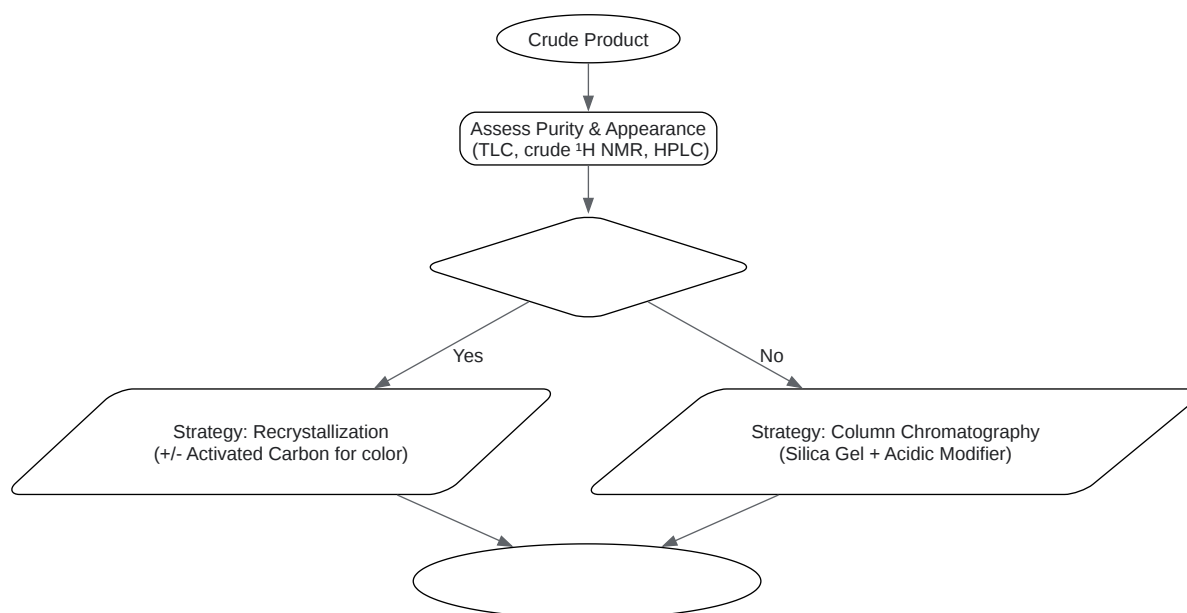 Crude Product
Assess Purity & Appearance
(TLC, crude ¹H NMR, HPLC)
Yes
No
Strategy: Recrystallization
(+/- Activated Carbon for color)
Strategy: Column Chromatography
(Silica Gel + Acidic Modifier)